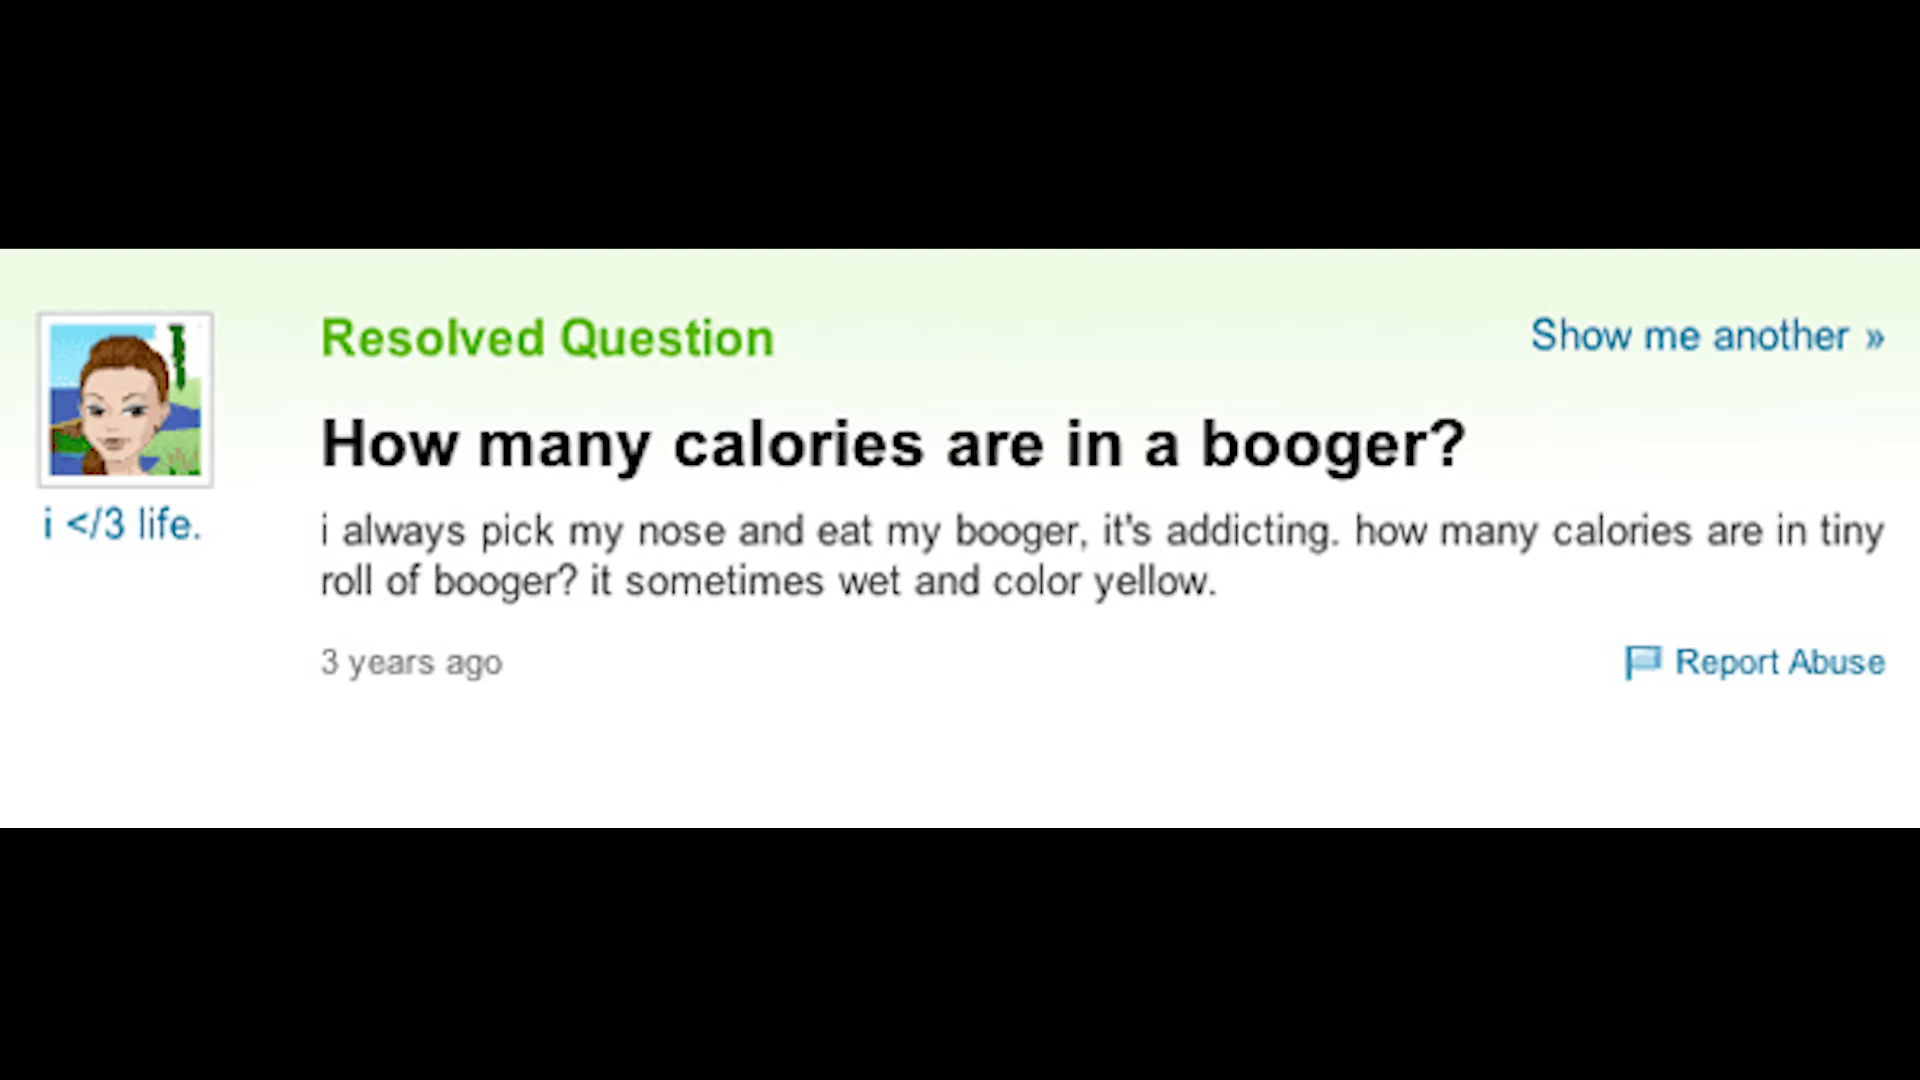 Resolved Question
Show me another »
How many calories are in a booger?
i </3 life.
i always pick my nose and eat my booger, it's addicting. how many calories are in tiny
roll of booger? it sometimes wet and color yellow.
3 years ago
Report Abuse